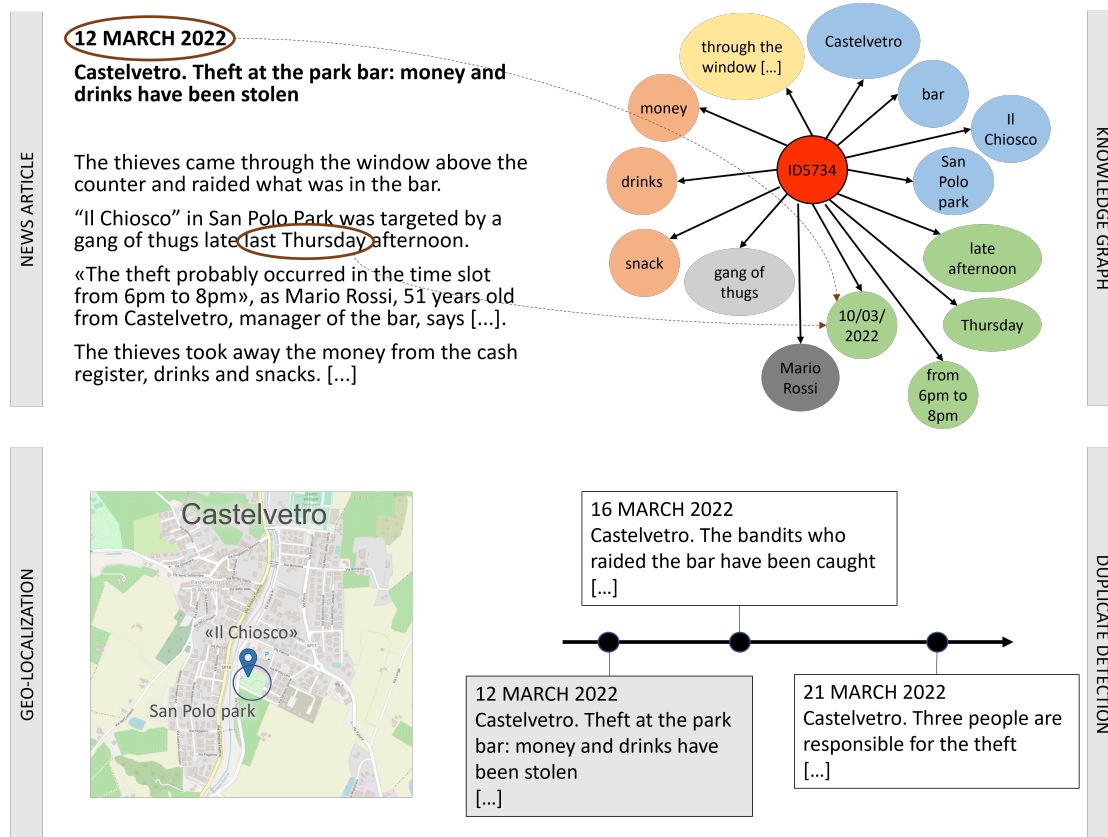 NEWS ARTICLE
12 MARCH 2022
Castelvetro. Theft at the park bar: money and
drinks have been stolen
The thieves came through the window above the
counter and raided what was in the bar.
“Il Chiosco” in San Polo Park was targeted by a
gang of thugs late last Thursday afternoon.
«The theft probably occurred in the time slot
from 6pm to 8pm», as Mario Rossi, 51 years old
from Castelvetro, manager of the bar, says [...].
The thieves took away the money from the cash
register, drinks and snacks. [...]
KNOWLEDGE GRAPH
through the
window [...]
Castelvetro
bar
Il
Chiosco
San
Polo
park
late
afternoon
Thursday
from
6pm to
8pm
10/03/
2022
Mario
Rossi
gang of
thugs
snack
drinks
money
ID5734
GEO-LOCALIZATION
Castelvetro
«Il Chiosco»
San Polo park
DUPLICATE DETECTION
16 MARCH 2022
Castelvetro. The bandits who
raided the bar have been caught
[...]
12 MARCH 2022
Castelvetro. Theft at the park
bar: money and drinks have
been stolen
[...]
21 MARCH 2022
Castelvetro. Three people are
responsible for the theft
[...]